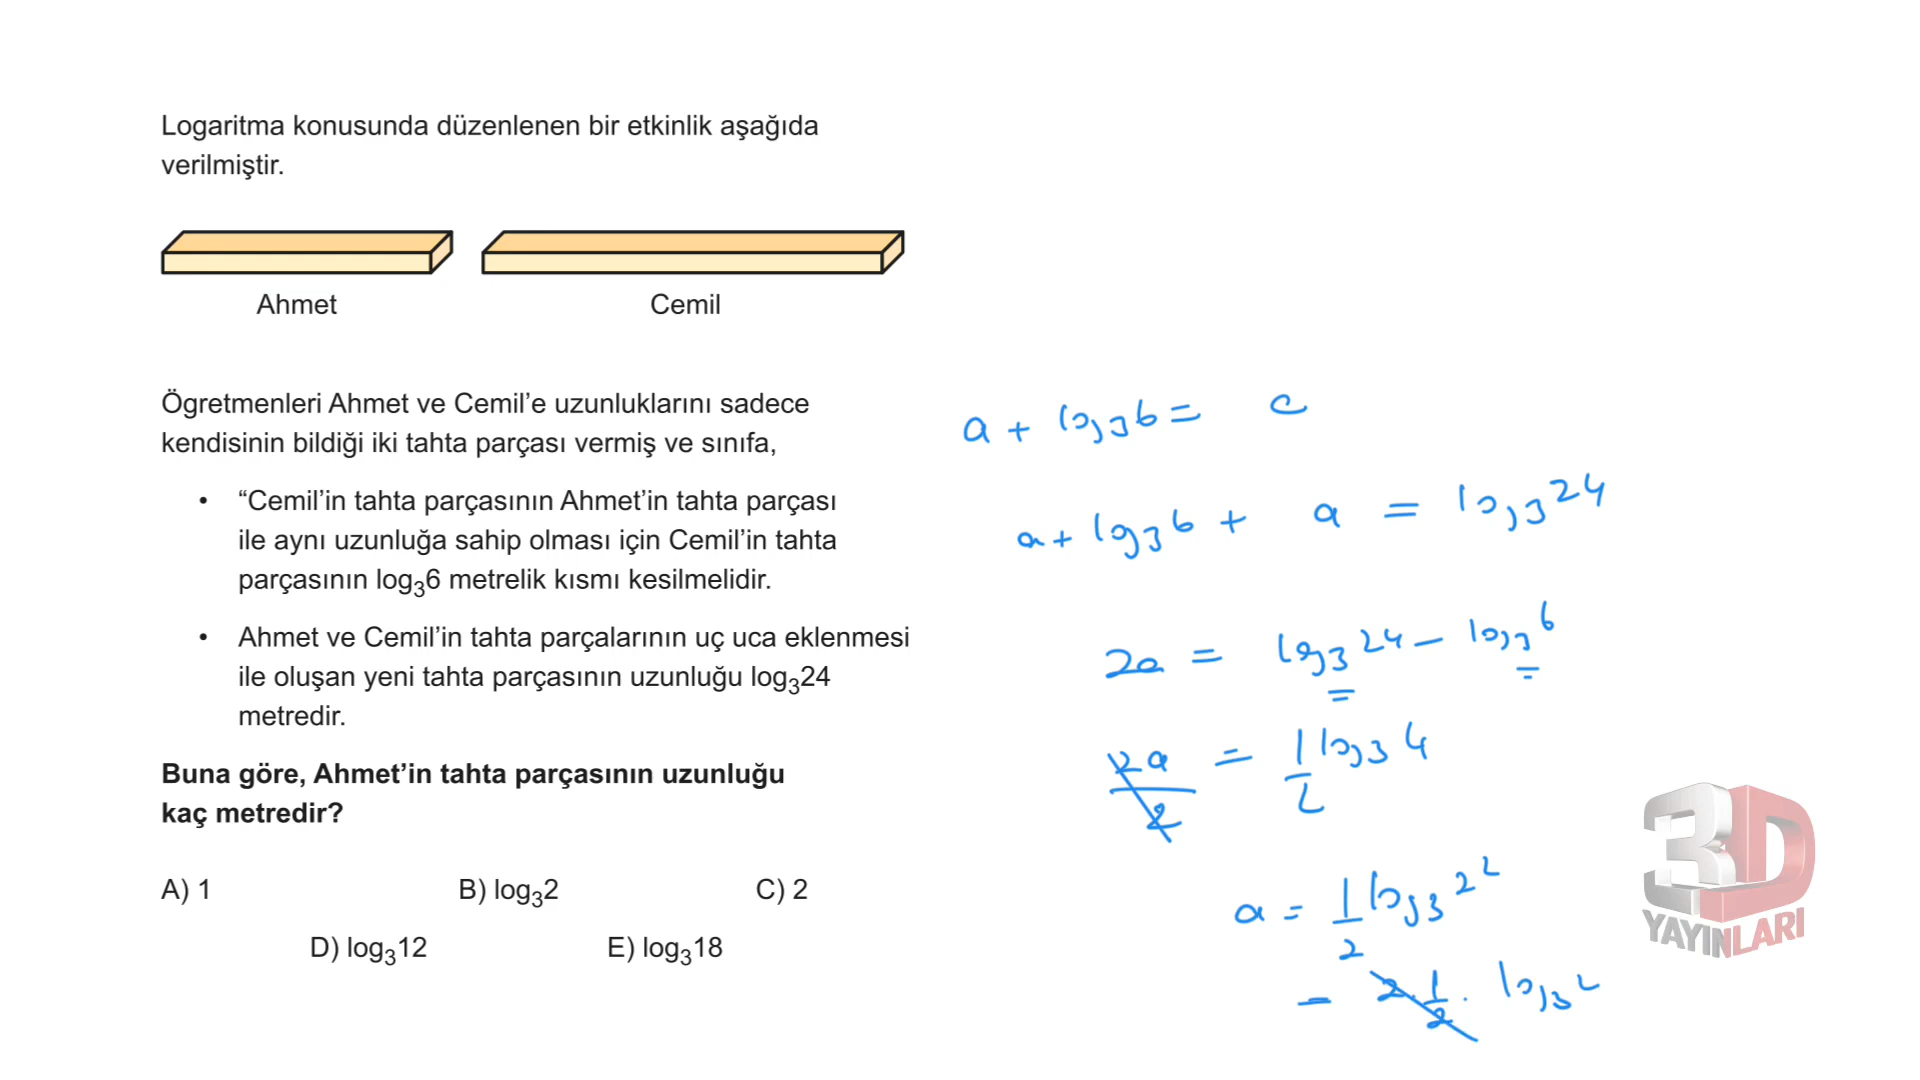 Logaritma konusunda düzenlenen bir etkinlik aşağıda
verilmiştir.
Ahmet
Cemil
Ögretmenleri Ahmet ve Cemil’e uzunluklarını sadece
kendisinin bildiği iki tahta parçası vermiş ve sınıfa,
• “Cemil’in tahta parçasının Ahmet’in tahta parçası
ile aynı uzunluğa sahip olması için Cemil’in tahta
parçasının log₃6 metrelik kısmı kesilmelidir.
• Ahmet ve Cemil’in tahta parçalarının uç uca eklenmesi
ile oluşan yeni tahta parçasının uzunluğu log₃24
metredir.
Buna göre, Ahmet’in tahta parçasının uzunluğu
kaç metredir?
A) 1 B) log₃2 C) 2
D) log₃12 E) log₃18
a + log₃6 = c
a + log₃6 + a = log₃24
2a = log₃24 – log₃6
2a/2 = 1/2 log₃4
a = 1/2 log₃2²
= 2 . 1/2 . log₃2
3D
YAYINLARI